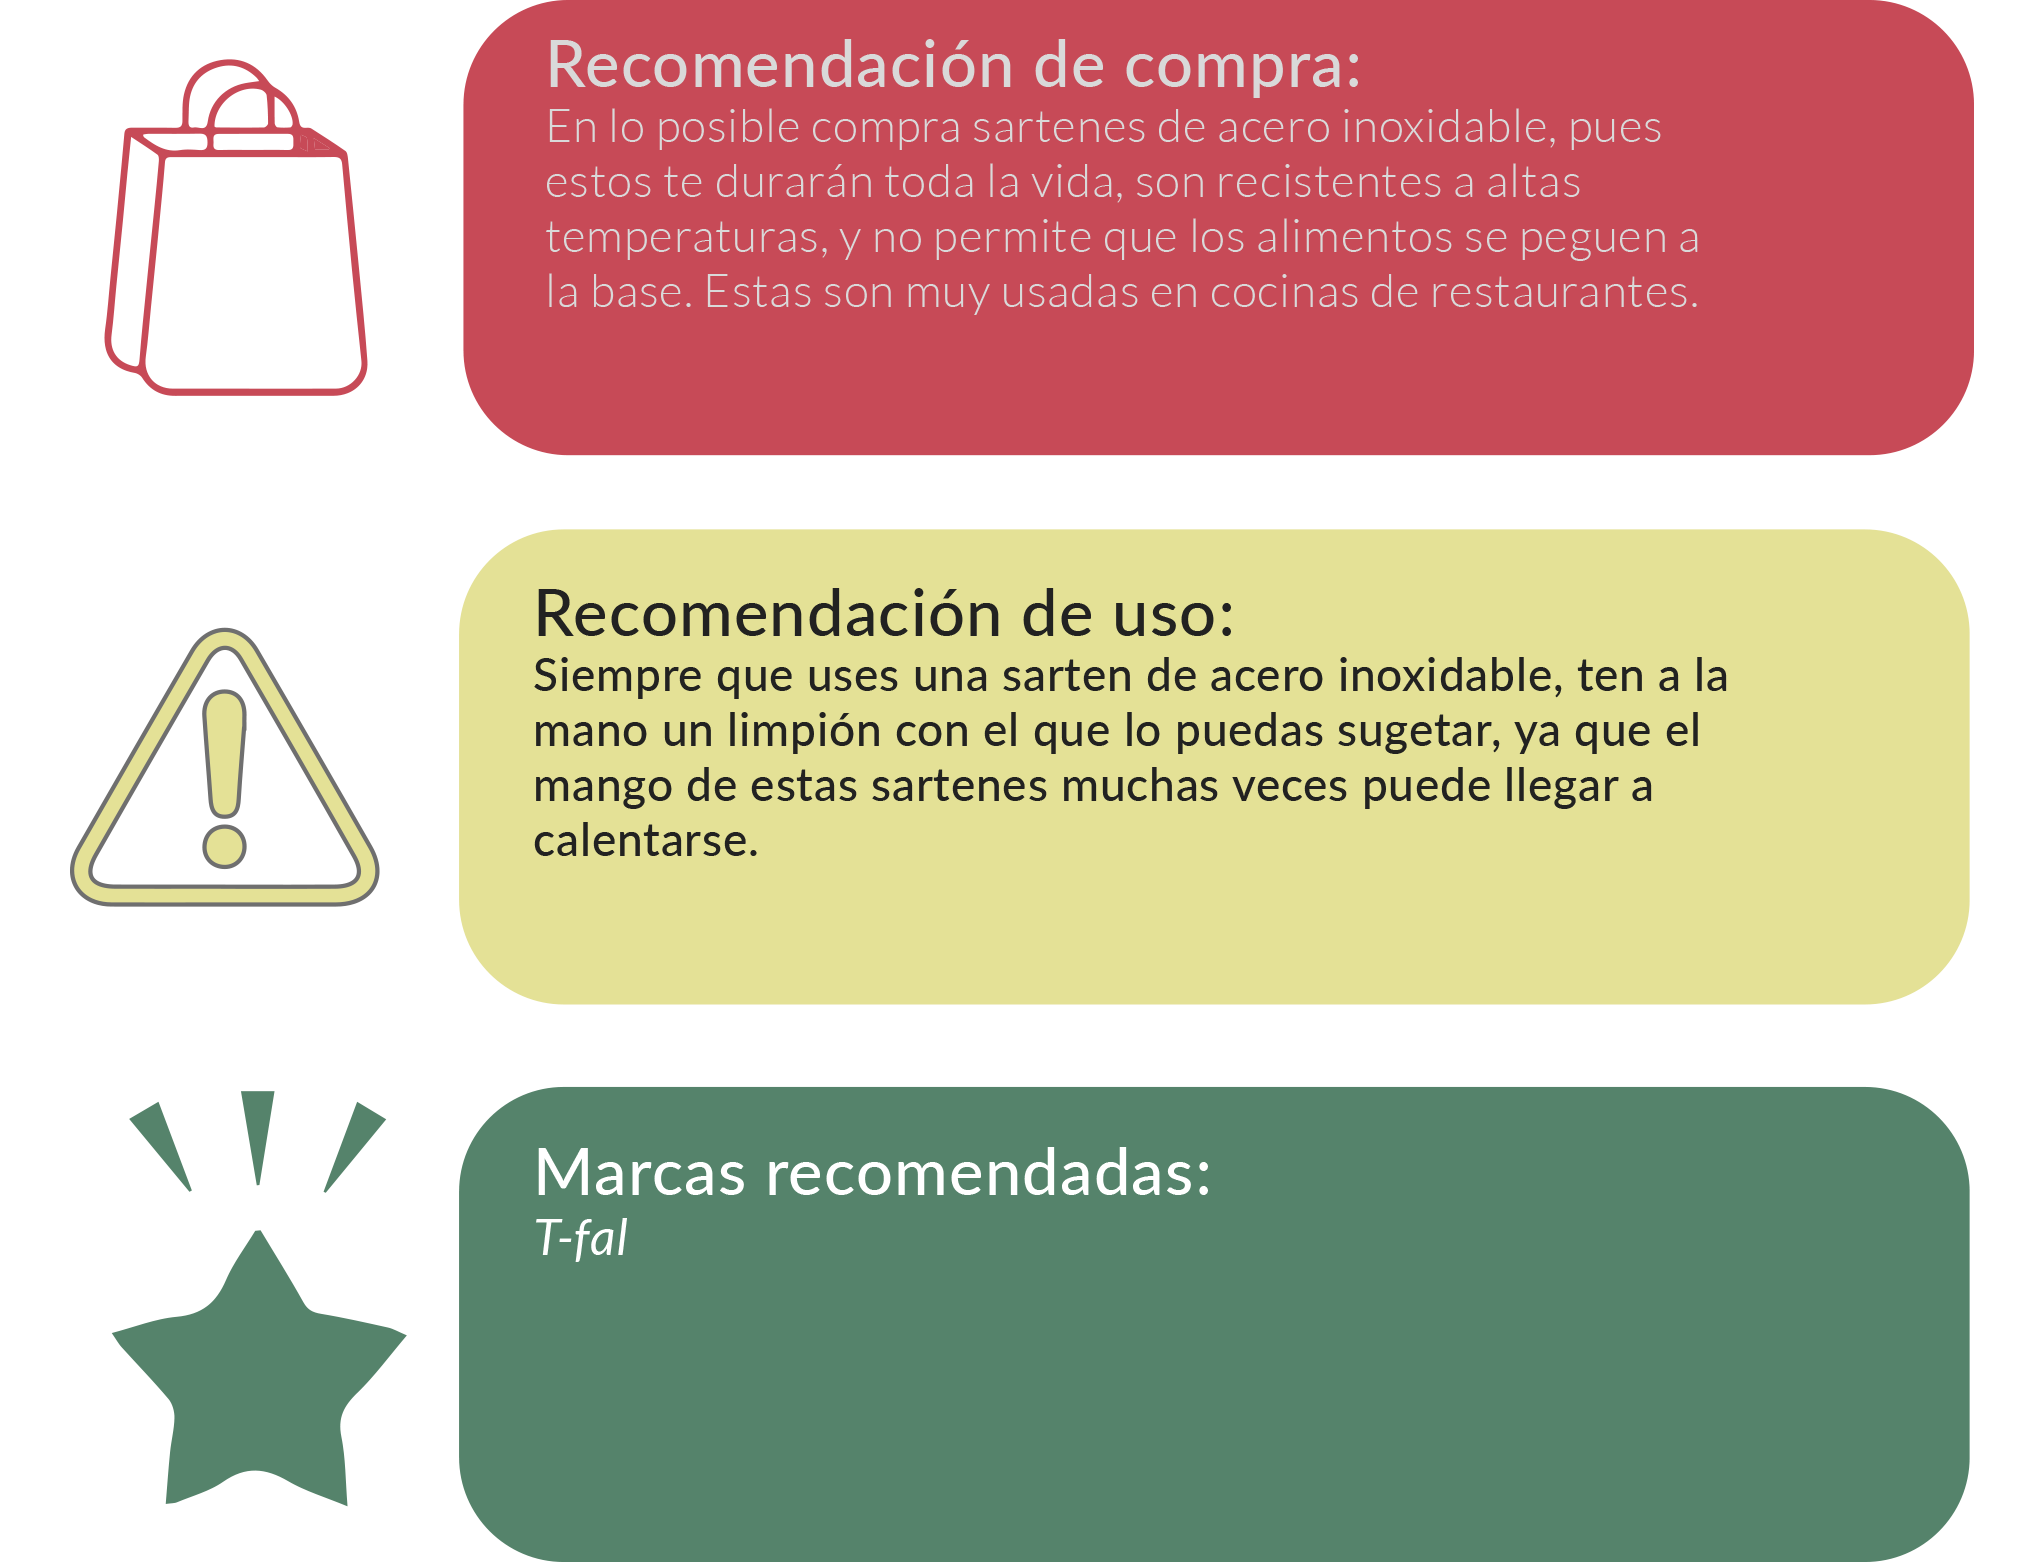 Recomendación de compra:
En lo posible compra sartenes de acero inoxidable, pues
estos te durarán toda la vida, son recistentes a altas
temperaturas, y no permite que los alimentos se peguen a
la base. Estas son muy usadas en cocinas de restaurantes.
Recomendación de uso:
Siempre que uses una sarten de acero inoxidable, ten a la
mano un limpión con el que lo puedas sugetar, ya que el
mango de estas sartenes muchas veces puede llegar a
calentarse.
Marcas recomendadas:
T-fal